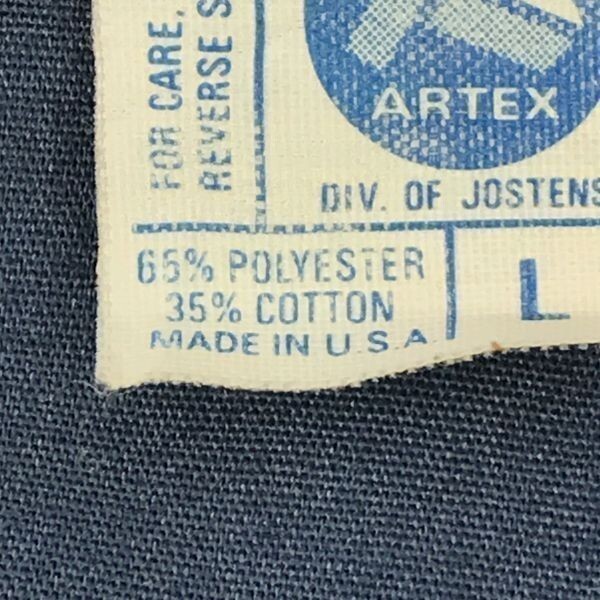 FOR CARE,
REVERSE S
ARTEX
DIV. OF JOSTENS
65% POLYESTER
35% COTTON
MADE IN U S A
L